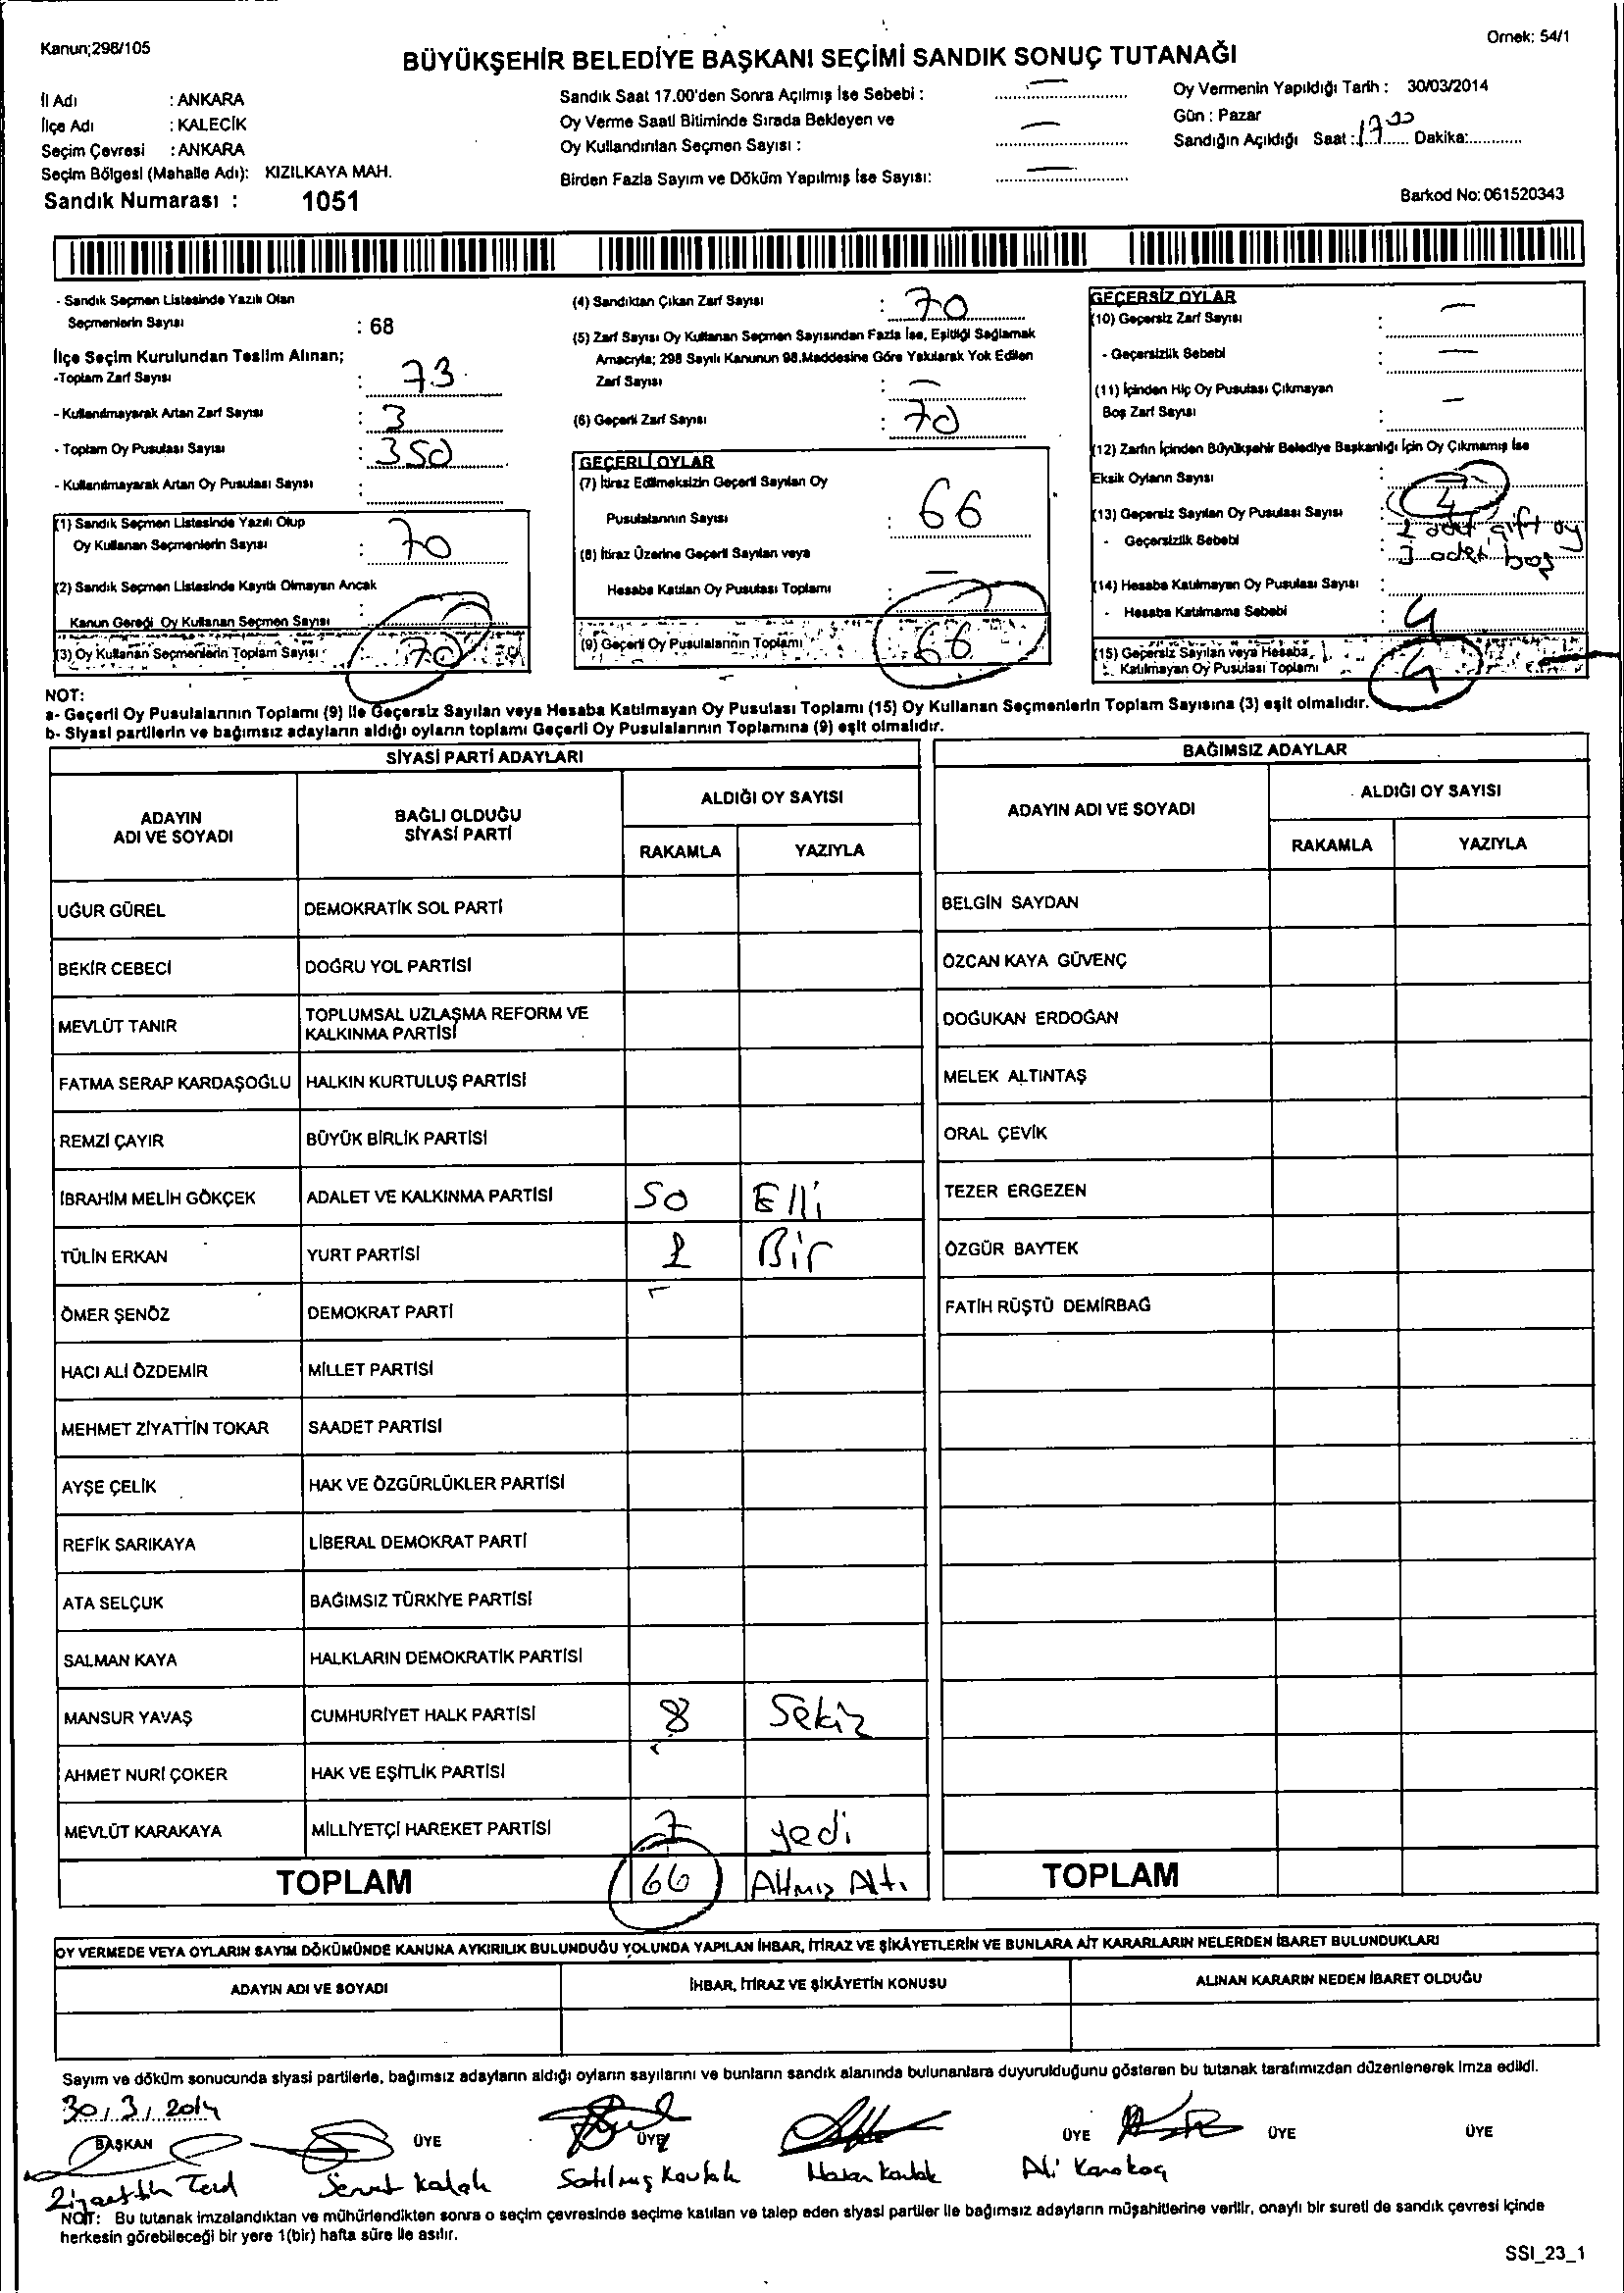 Kanun;298/105
Örnek: 54/1
BÜYÜKŞEHİR BELEDİYE BAŞKANI SEÇİMİ SANDIK SONUÇ TUTANAĞI
İl Adı : ANKARA
İlçe Adı : KALECİK
Seçim Çevresi : ANKARA
Seçim Bölgesi (Mahalle Adı): KIZILKAYA MAH.
Sandık Numarası : 1051
Sandık Saat 17.00'den Sonra Açılmış İse Sebebi : —
Oy Verme Saati Bitiminde Sırada Bekleyen ve
Oy Kullandırılan Seçmen Sayısı : —
Birden Fazla Sayım ve Döküm Yapılmış İse Sayısı: —
Oy Vermenin Yapıldığı Tarih : 30/03/2014
Gün : Pazar
Sandığın Açıldığı Saat : 17.00 Dakika:
Barkod No: 061520343
- Sandık Seçmen Listesinde Yazılı Olan
Seçmenlerin Sayısı : 68
İlçe Seçim Kurulundan Teslim Alınan;
-Toplam Zarf Sayısı : 73
- Kullanılmayarak Artan Zarf Sayısı : 3
- Toplam Oy Pusulası Sayısı : 350
- Kullanılmayarak Artan Oy Pusulası Sayısı :
(1) Sandık Seçmen Listesinde Yazılı Olup
Oy Kullanan Seçmenlerin Sayısı : 70
(2) Sandık Seçmen Listesinde Kayıtlı Olmayan Ancak
Kanun Gereği Oy Kullanan Seçmen Sayısı :
(3) Oy Kullanan Seçmenlerin Toplam Sayısı : 70
(4) Sandıktan Çıkan Zarf Sayısı : 70
(5) Zarf Sayısı Oy Kullanan Seçmen Sayısından Fazla İse, Eşitliği Sağlamak
Amacıyla; 298 Sayılı Kanunun 98.Maddesine Göre Yakılarak Yok Edilen
Zarf Sayısı : —
(6) Geçerli Zarf Sayısı : 70
GEÇERLİ OYLAR
(7) İtiraz Edilmeksizin Geçerli Sayılan Oy
Pusulalarının Sayısı : 66
(8) İtiraz Üzerine Geçerli Sayılan veya
Hesaba Katılan Oy Pusulası Toplamı : —
(9) Geçerli Oy Pusulalarının Toplamı : 66
GEÇERSİZ OYLAR
(10) Geçersiz Zarf Sayısı : —
- Geçersizlik Sebebi : —
(11) İçinden Hiç Oy Pusulası Çıkmayan
Boş Zarf Sayısı : —
(12) Zarfın İçinden Büyükşehir Belediye Başkanlığı İçin Oy Çıkmamış İse
Eksik Oyların Sayısı :
(13) Geçersiz Sayılan Oy Pusulası Sayısı : 4
- Geçersizlik Sebebi : 1 adet çift oy
3 adet boş
(14) Hesaba Katılmayan Oy Pusulası Sayısı :
- Hesaba Katılmama Sebebi : 4
(15) Geçersiz Sayılan veya Hesaba
Katılmayan Oy Pusulası Toplamı : 4
NOT:
a- Geçerli Oy Pusulalarının Toplamı (9) ile Geçersiz Sayılan veya Hesaba Katılmayan Oy Pusulası Toplamı (15) Oy Kullanan Seçmenlerin Toplam Sayısına (3) eşit olmalıdır.
b- Siyasi partilerin ve bağımsız adayların aldığı oyların toplamı Geçerli Oy Pusulalarının Toplamına (9) eşit olmalıdır.
SİYASİ PARTİ ADAYLARI
ADAYIN
ADI VE SOYADI
BAĞLI OLDUĞU
SİYASİ PARTİ
ALDIĞI OY SAYISI
RAKAMLA YAZIYLA
UĞUR GÜREL DEMOKRATİK SOL PARTİ
BEKİR CEBECİ DOĞRU YOL PARTİSİ
MEVLÜT TANIR TOPLUMSAL UZLAŞMA REFORM VE
KALKINMA PARTİSİ
FATMA SERAP KARDAŞOĞLU HALKIN KURTULUŞ PARTİSİ
REMZİ ÇAYIR BÜYÜK BİRLİK PARTİSİ
İBRAHİM MELİH GÖKÇEK ADALET VE KALKINMA PARTİSİ 50 Elli
TÜLİN ERKAN YURT PARTİSİ 1 Bir
ÖMER ŞENÖZ DEMOKRAT PARTİ
HACI ALİ ÖZDEMİR MİLLET PARTİSİ
MEHMET ZİYATTİN TOKAR SAADET PARTİSİ
AYŞE ÇELİK HAK VE ÖZGÜRLÜKLER PARTİSİ
REFİK SARIKAYA LİBERAL DEMOKRAT PARTİ
ATA SELÇUK BAĞIMSIZ TÜRKİYE PARTİSİ
SALMAN KAYA HALKLARIN DEMOKRATİK PARTİSİ
MANSUR YAVAŞ CUMHURİYET HALK PARTİSİ 8 Sekiz
AHMET NURİ ÇOKER HAK VE EŞİTLİK PARTİSİ
MEVLÜT KARAKAYA MİLLİYETÇİ HAREKET PARTİSİ 7 yedi
TOPLAM 66 Altmış Altı
BAĞIMSIZ ADAYLAR
ADAYIN ADI VE SOYADI
ALDIĞI OY SAYISI
RAKAMLA YAZIYLA
BELGİN SAYDAN
ÖZCAN KAYA GÜVENÇ
DOĞUKAN ERDOĞAN
MELEK ALTINTAŞ
ORAL ÇEVİK
TEZER ERGEZEN
ÖZGÜR BAYTEK
FATİH RÜŞTÜ DEMİRBAĞ
TOPLAM
OY VERMEDE VEYA OYLARIN SAYIM DÖKÜMÜNDE KANUNA AYKIRILIK BULUNDUĞU YOLUNDA YAPILAN İHBAR, İTİRAZ VE ŞİKÂYETLERİN VE BUNLARA AİT KARARLARIN NELERDEN İBARET BULUNDUKLARI
ADAYIN ADI VE SOYADI İHBAR, İTİRAZ VE ŞİKÂYETİN KONUSU ALINAN KARARIN NEDEN İBARET OLDUĞU
Sayım ve döküm sonucunda siyasi partilerle, bağımsız adayların aldığı oyların sayılarını ve bunların sandık alanında bulunanlara duyurulduğunu gösteren bu tutanak tarafımızdan düzenlenerek imza edildi.
30/3/2014
BAŞKAN ÜYE ÜYE ÜYE ÜYE ÜYE
Satılmış Hasan Ali Karakoç
NOT: Bu tutanak imzalandıktan ve mühürlendikten sonra o seçim çevresinde seçime katılan ve talep eden siyasi partiler ile bağımsız adayların müşahitlerine verilir, onaylı bir sureti de sandık çevresi içinde
herkesin görebileceği bir yere 1(bir) hafta süre ile asılır.
SSI_23_1